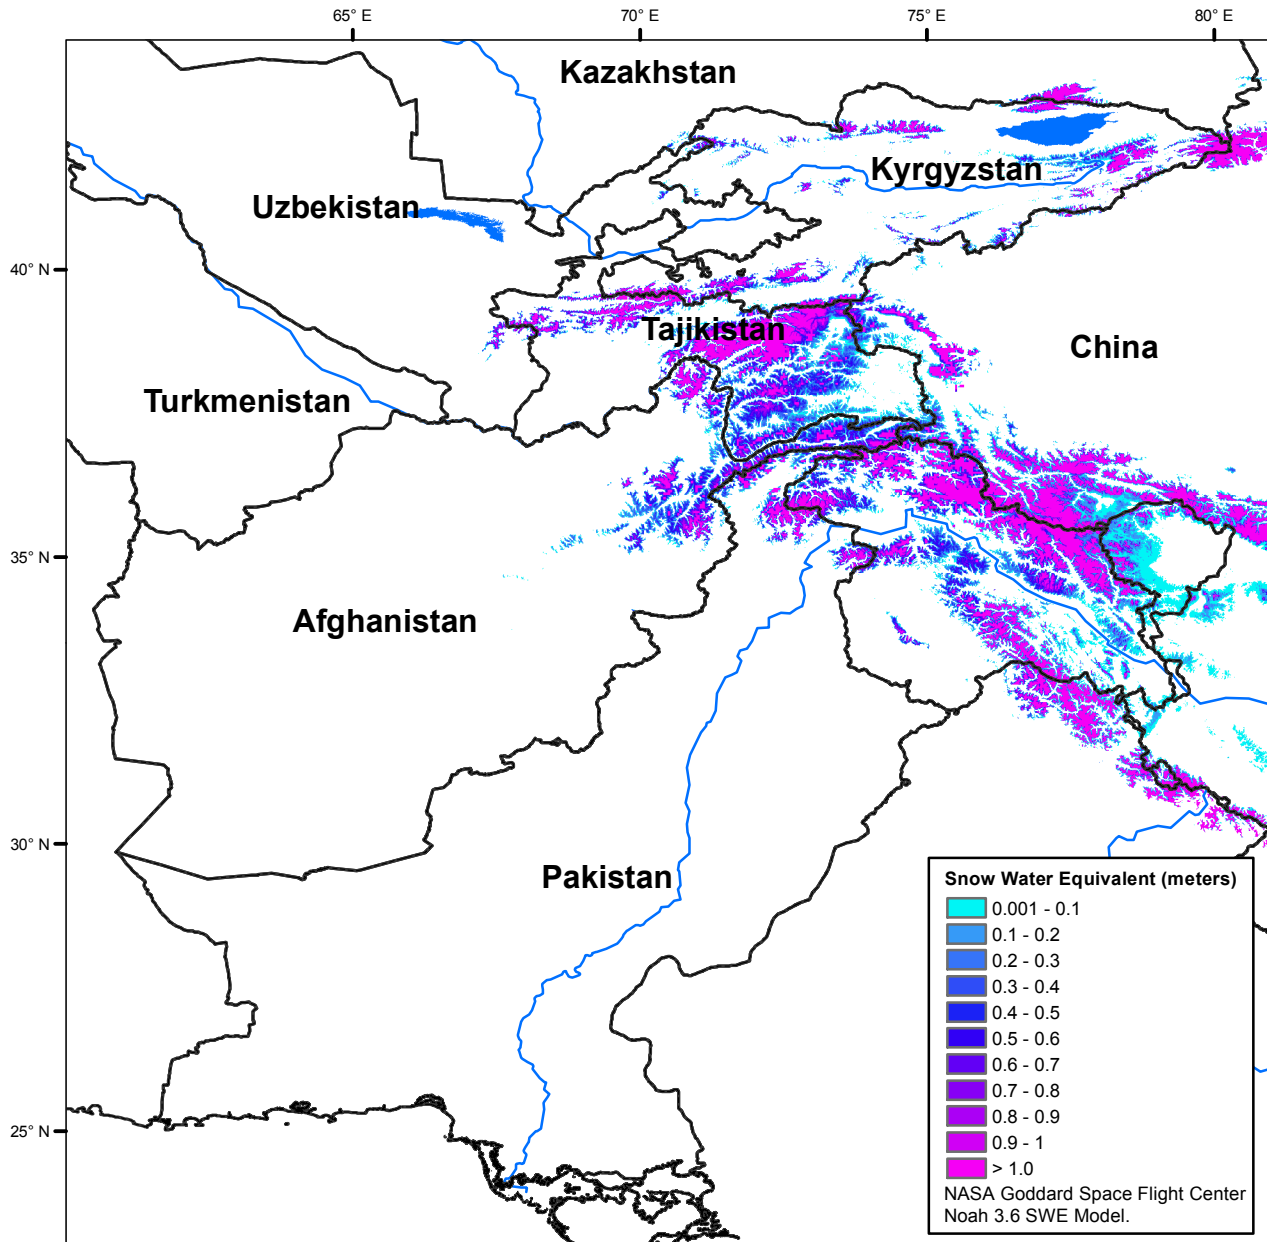 65° E
70° E
75° E
80° E
Kazakhstan
Kyrgyzstan
Uzbekistan
40° N
Tajikistan
China
Turkmenistan
35° N
Afghanistan
30° N
Pakistan
25° N
Snow Water Equivalent (meters)
0.001 - 0.1
0.1 - 0.2
0.2 - 0.3
0.3 - 0.4
0.4 - 0.5
0.5 - 0.6
0.6 - 0.7
0.7 - 0.8
0.8 - 0.9
0.9 - 1
> 1.0
NASA Goddard Space Flight Center
Noah 3.6 SWE Model.